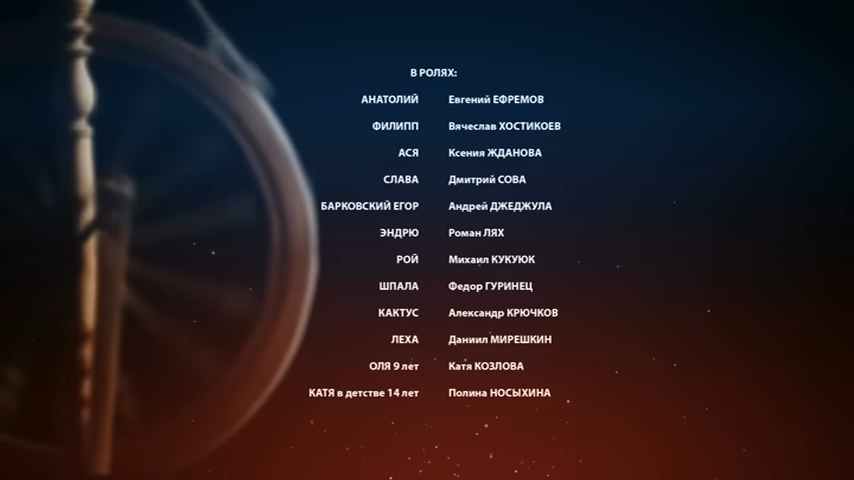 В РОЛЯХ:
АНАТОЛИЙ Евгений ЕФРЕМОВ
ФИЛИПП Вячеслав ХОСТИКОЕВ
АСЯ Ксения ЖДАНОВА
СЛАВА Дмитрий СОВА
БАРКОВСКИЙ ЕГОР Андрей ДЖЕДЖУЛА
ЭНДРЮ Роман ЛЯХ
РОЙ Михаил КУКУЮК
ШПАЛА Федор ГУРИНЕЦ
КАКТУС Александр КРЮЧКОВ
ЛЕХА Даниил МИРЕШКИН
ОЛЯ 9 лет Катя КОЗЛОВА
КАТЯ в детстве 14 лет Полина НОСЫХИНА